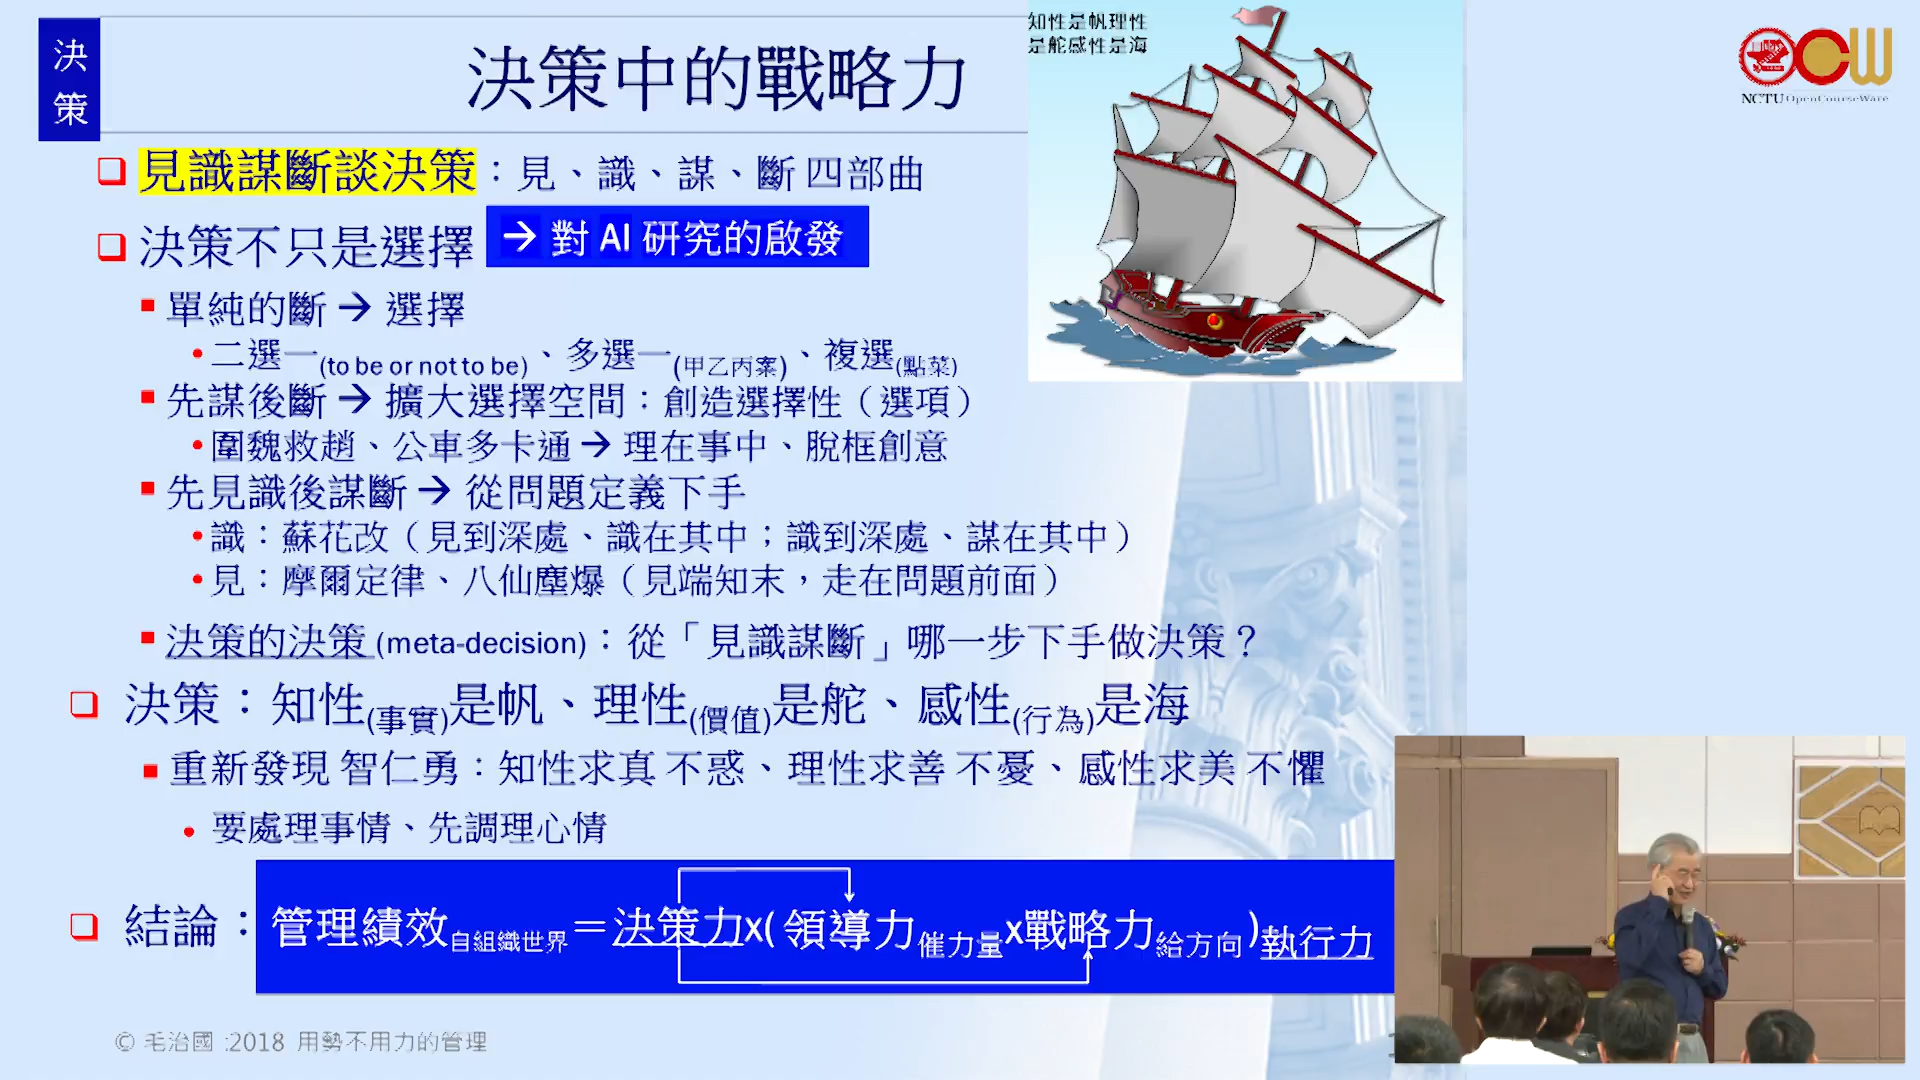 決
策
決策中的戰略力
知性是帆理性
是舵感性是海
NCTU OpenCourseWare
見識謀斷談決策：見、識、謀、斷 四部曲
決策不只是選擇 → 對 AI 研究的啟發
單純的斷 → 選擇
二選一(to be or not to be)、多選一(甲乙丙案)、複選(點菜)
先謀後斷 → 擴大選擇空間：創造選擇性（選項）
圍魏救趙、公車多卡通 → 理在事中、脫框創意
先見識後謀斷 → 從問題定義下手
識：蘇花改（見到深處、識在其中；識到深處、謀在其中）
見：摩爾定律、八仙塵爆（見端知末，走在問題前面）
決策的決策 (meta-decision)：從「見識謀斷」哪一步下手做決策？
決策：知性(事實)是帆、理性(價值)是舵、感性(行為)是海
重新發現 智仁勇：知性求真 不惑、理性求善 不憂、感性求美 不懼
要處理事情、先調理心情
結論：管理績效自組織世界＝決策力x(領導力催力量x戰略力給方向)執行力
© 毛治國 :2018 用勢不用力的管理